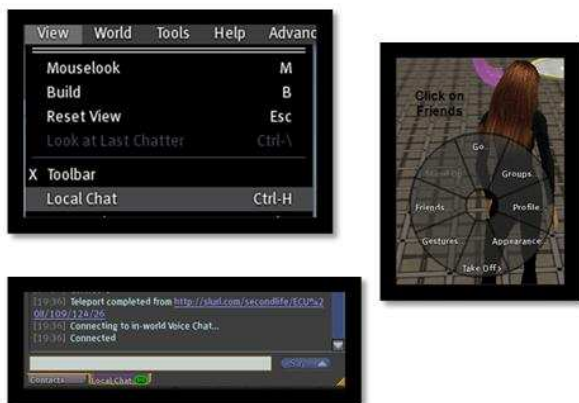 View World Tools Help Advanc
Mouselook M
Build B
Reset View Esc
Look at Last Chatter Ctrl-\
X Toolbar
Local Chat Ctrl-H
Click on
Friends
Go...
Groups...
Friends...
Profile...
Gestures...
Appearance...
Take Off >
[19:36] Teleport completed from http://slurl.com/secondlife/ECU%2
08/109/124/26
[19:36] Connecting to in-world Voice Chat...
[19:36] Connected
Contacts Local Chat